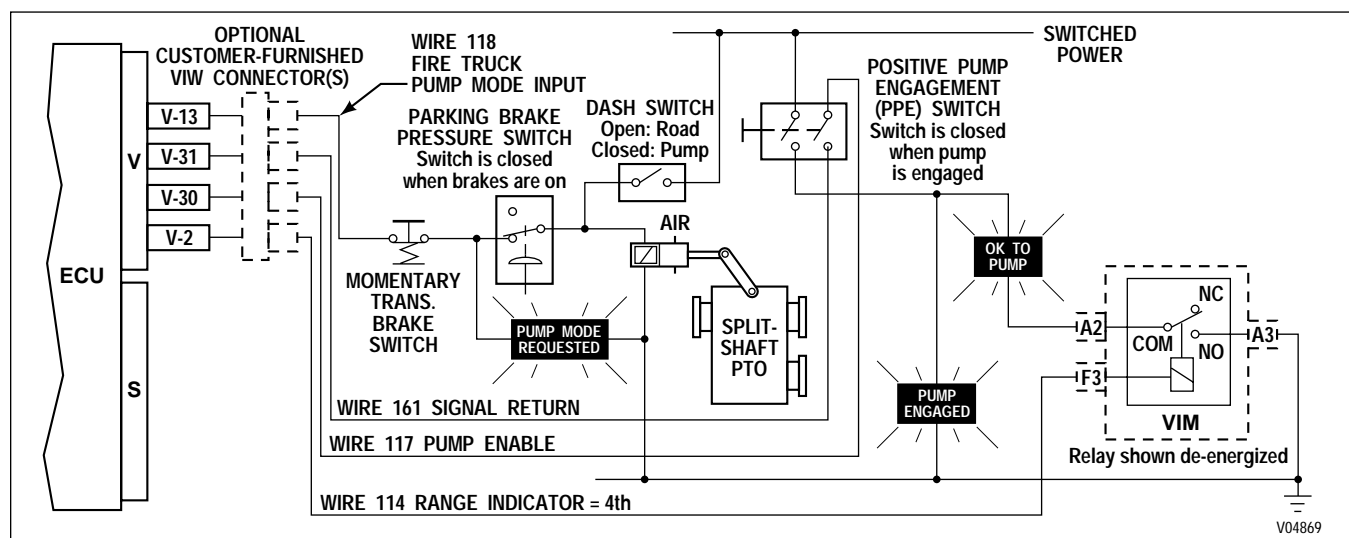 OPTIONAL
CUSTOMER-FURNISHED
VIW CONNECTOR(S)
WIRE 118
FIRE TRUCK
PUMP MODE INPUT
SWITCHED
POWER
PARKING BRAKE
PRESSURE SWITCH
Switch is closed
when brakes are on
DASH SWITCH
Open: Road
Closed: Pump
POSITIVE PUMP
ENGAGEMENT
(PPE) SWITCH
Switch is closed
when pump
is engaged
V-13
V-31
V-30
V-2
V
ECU
S
MOMENTARY
TRANS.
BRAKE
SWITCH
AIR
PUMP MODE
REQUESTED
SPLIT-
SHAFT
PTO
OK TO
PUMP
PUMP
ENGAGED
NC
A2
COM
NO
A3
F3
VIM
Relay shown de-energized
WIRE 161 SIGNAL RETURN
WIRE 117 PUMP ENABLE
WIRE 114 RANGE INDICATOR = 4th
V04869